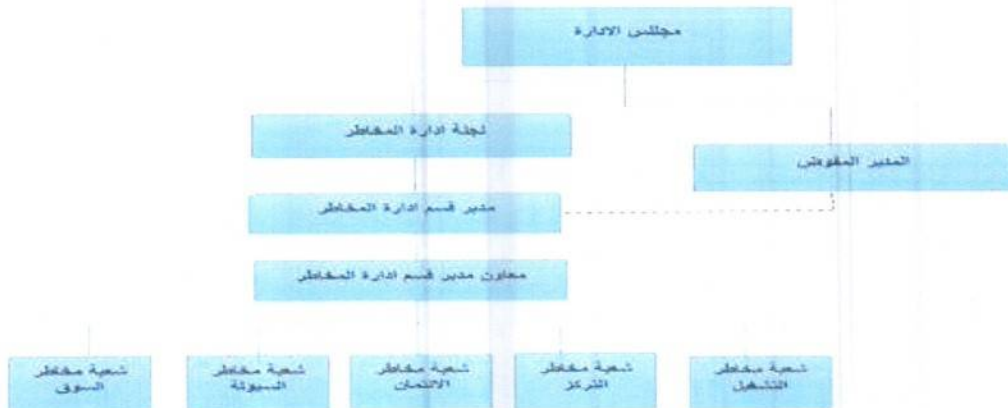 مجلس الادارة
لجنة ادارة المخاطر
المدير المفوض
مدير قسم ادارة المخاطر
معاون مدير قسم ادارة المخاطر
شعبة مخاطر
التشغيل
شعبة مخاطر
التركز
شعبة مخاطر
الائتمان
شعبة مخاطر
السيولة
شعبة مخاطر
السوق